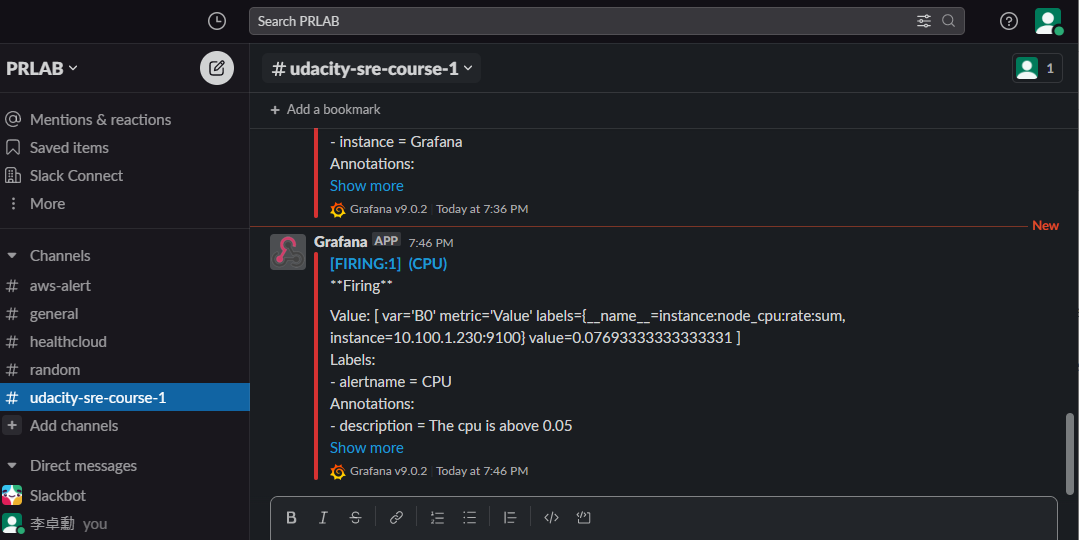 Search PRLAB
PRLAB
# udacity-sre-course-1
1
+ Add a bookmark
Mentions & reactions
Saved items
Slack Connect
More
Channels
# aws-alert
# general
# healthcloud
# random
# udacity-sre-course-1
+ Add channels
Direct messages
Slackbot
李卓勳 you
- instance = Grafana
Annotations:
Show more
Grafana v9.0.2 | Today at 7:36 PM
New
Grafana APP 7:46 PM
[FIRING:1] (CPU)
**Firing**
Value: [ var='B0' metric='Value' labels={__name__=instance:node_cpu:rate:sum,
instance=10.100.1.230:9100} value=0.07693333333333331 ]
Labels:
- alertname = CPU
Annotations:
- description = The cpu is above 0.05
Show more
Grafana v9.0.2 | Today at 7:46 PM
B I S